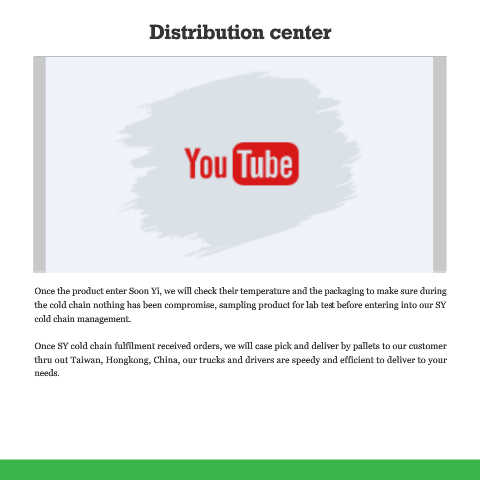 Distribution center
YouTube
Once the product enter Soon Yi, we will check their temperature and the packaging to make sure during
the cold chain nothing has been compromise, sampling product for lab test before entering into our SY
cold chain management.
Once SY cold chain fulfilment received orders, we will case pick and deliver by pallets to our customer
thru out Taiwan, Hongkong, China, our trucks and drivers are speedy and efficient to deliver to your
needs.